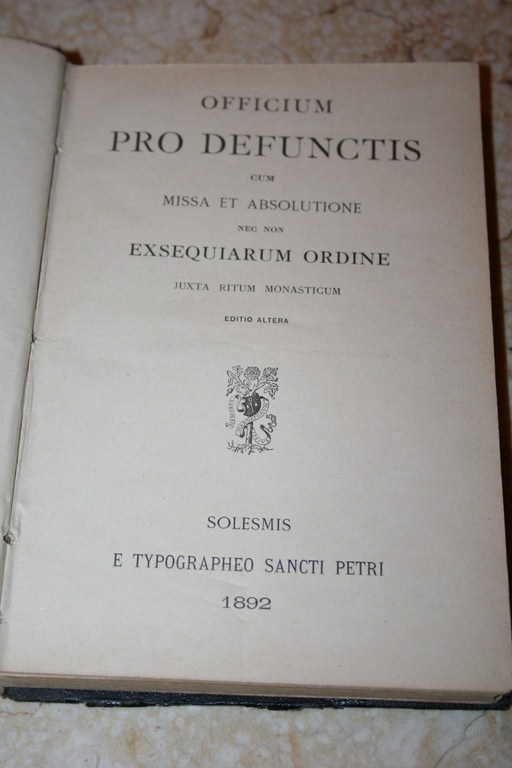 OFFICIUM
PRO DEFUNCTIS
CUM
MISSA ET ABSOLUTIONE
NEC NON
EXSEQUIARUM ORDINE
JUXTA RITUM MONASTICUM
EDITIO ALTERA
SOLESMIS
E TYPOGRAPHEO SANCTI PETRI
1892